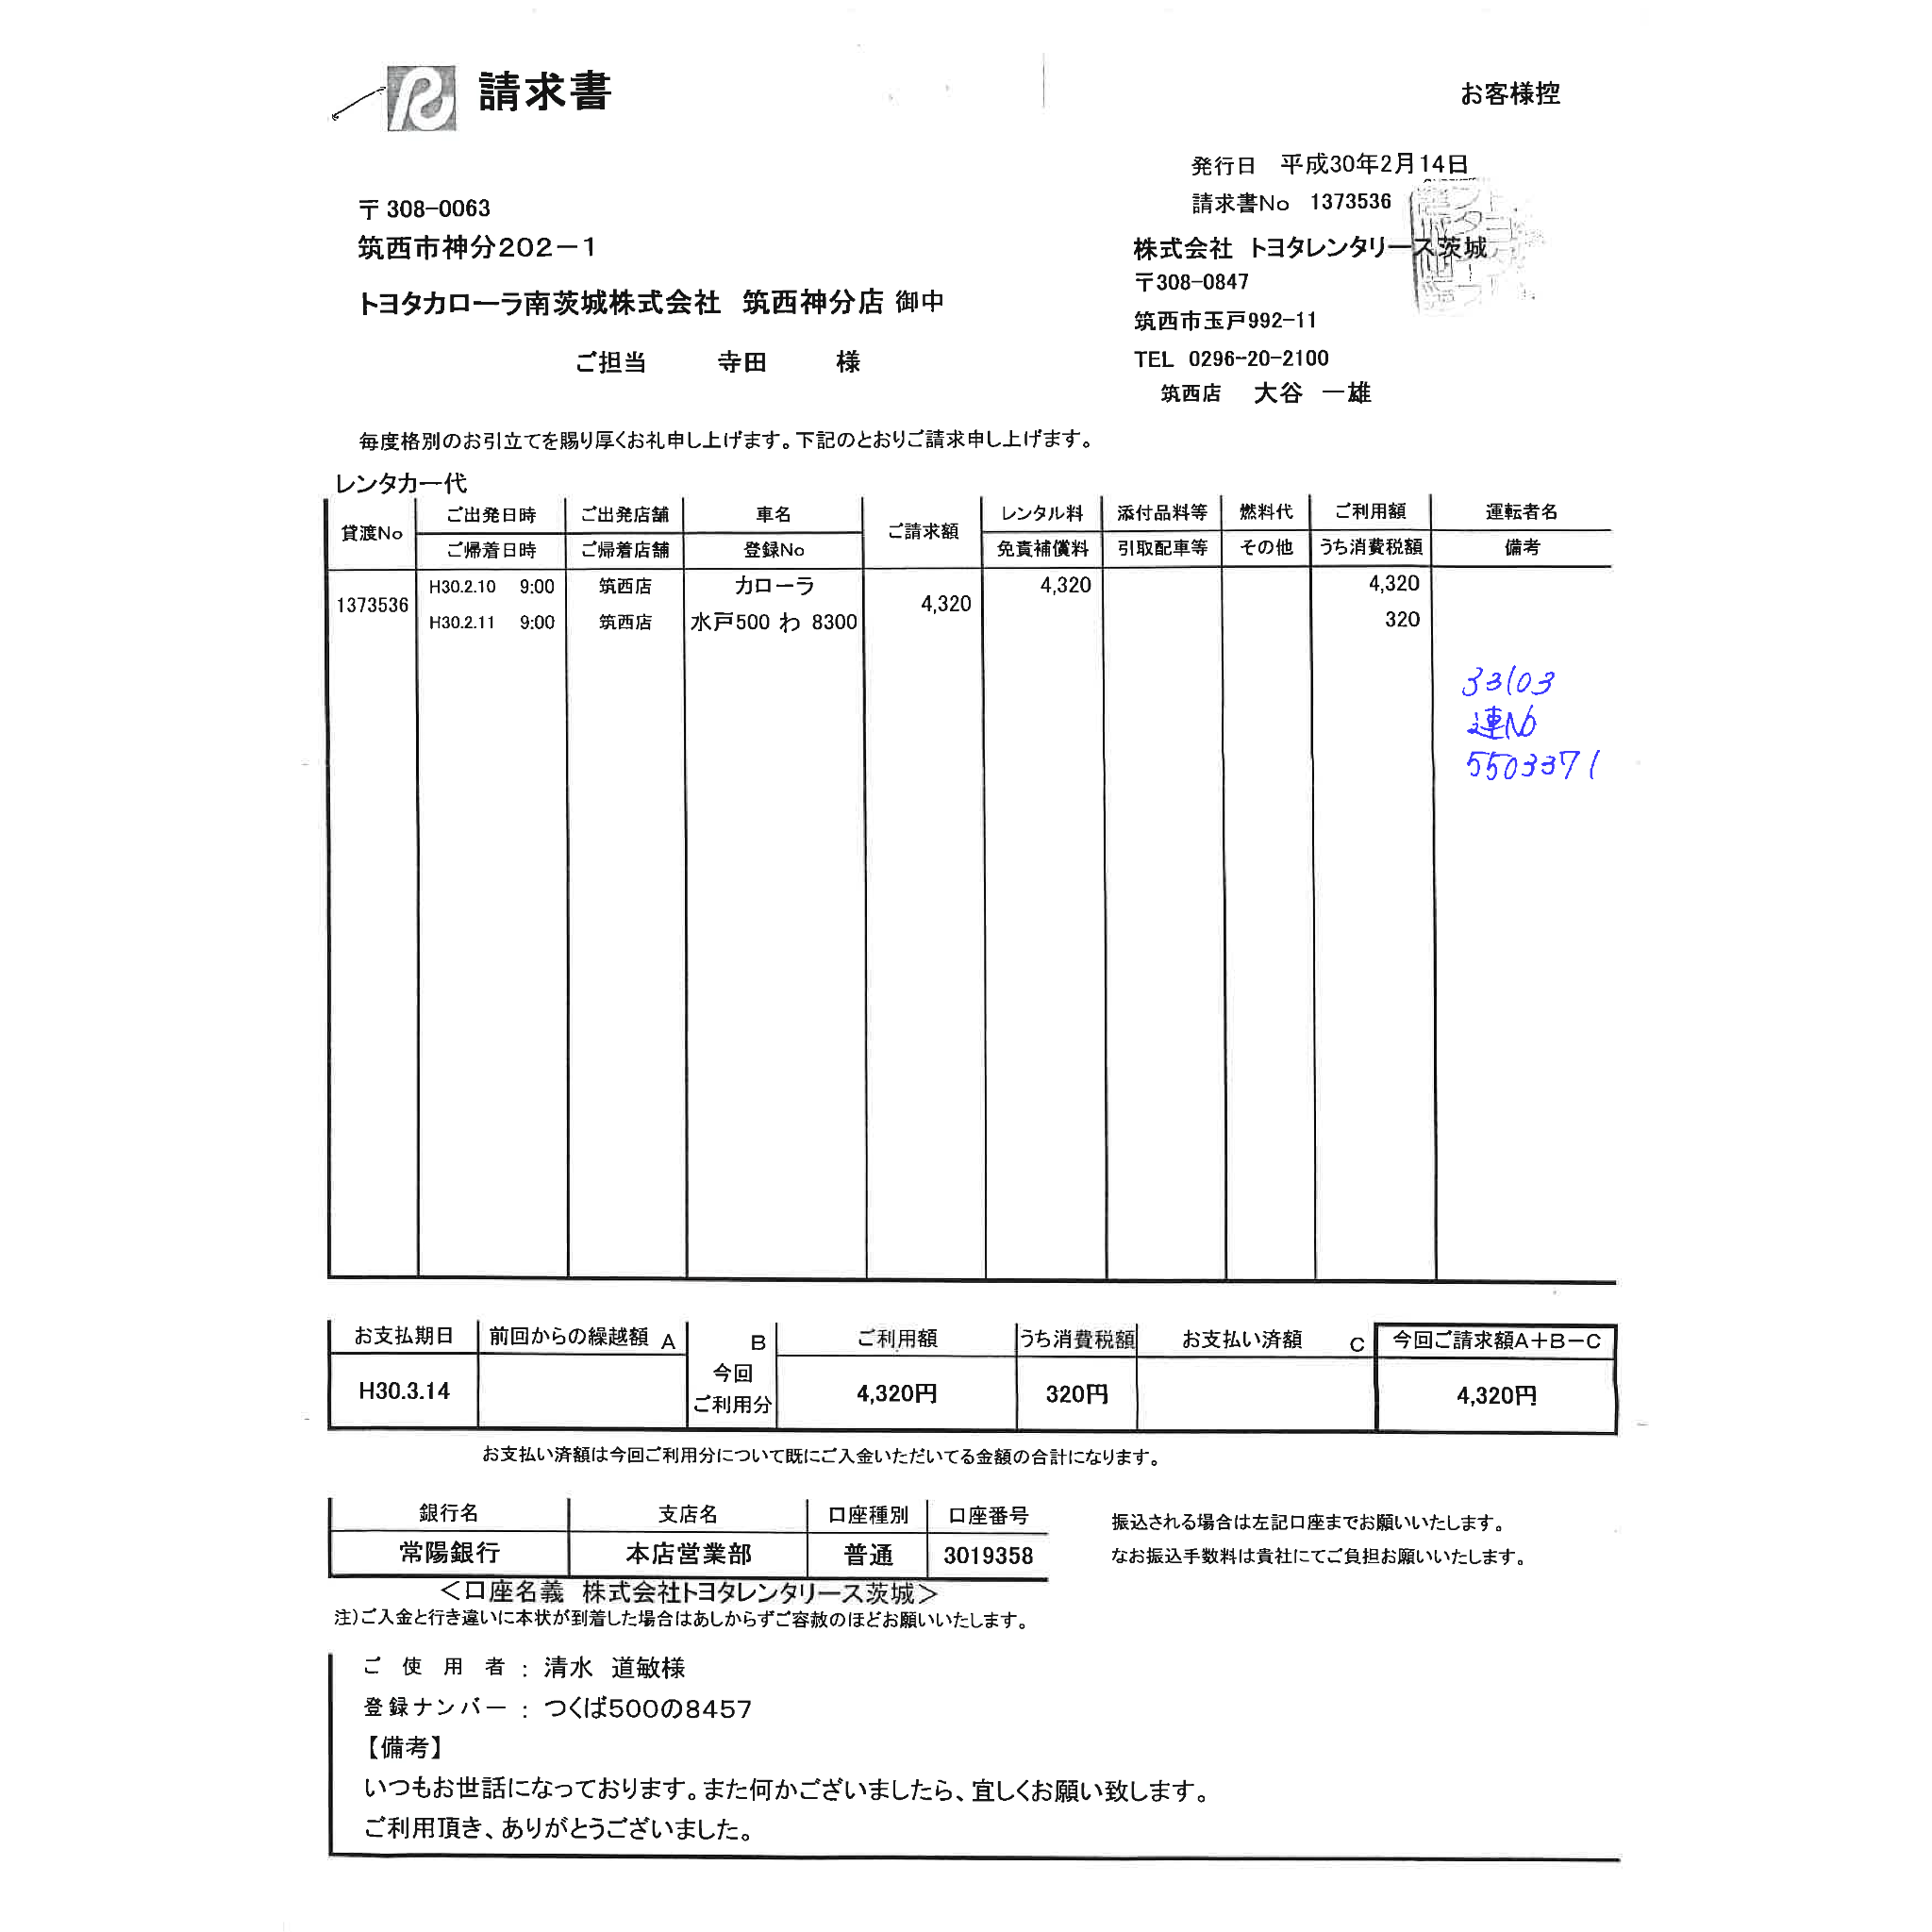 請求書
お客様控
発行日 平成30年2月14日
請求書No 1373536
〒308-0063
筑西市神分202-1
トヨタカローラ南茨城株式会社 筑西神分店 御中
ご担当 寺田 様
株式会社 トヨタレンタリース茨城
〒308-0847
筑西市玉戸992-11
TEL 0296-20-2100
筑西店 大谷 一雄
毎度格別のお引立てを賜り厚くお礼申し上げます。下記のとおりご請求申し上げます。
レンタカー代
貸渡No ご出発日時 ご出発店舗 車名 ご請求額 レンタル料 添付品料等 燃料代 ご利用額 運転者名
ご帰着日時 ご帰着店舗 登録No 免責補償料 引取配車等 その他 うち消費税額 備考
1373536 H30.2.10 9:00 筑西店 カローラ 4,320 4,320 4,320
H30.2.11 9:00 筑西店 水戸500 わ 8300 320
33103
連No
5503371
お支払期日 前回からの繰越額 A B 今回ご利用分 ご利用額 うち消費税額 お支払い済額 C 今回ご請求額A+B-C
H30.3.14 4,320円 320円 4,320円
お支払い済額は今回ご利用分について既にご入金いただいてる金額の合計になります。
銀行名 支店名 口座種別 口座番号
常陽銀行 本店営業部 普通 3019358
振込される場合は左記口座までお願いいたします。
なお振込手数料は貴社にてご負担お願いいたします。
<口座名義 株式会社トヨタレンタリース茨城>
注)ご入金と行き違いに本状が到着した場合はあしからずご容赦のほどお願いいたします。
ご使用者 : 清水 道敏様
登録ナンバー : つくば500の8457
【備考】
いつもお世話になっております。また何かございましたら、宜しくお願い致します。
ご利用頂き、ありがとうございました。